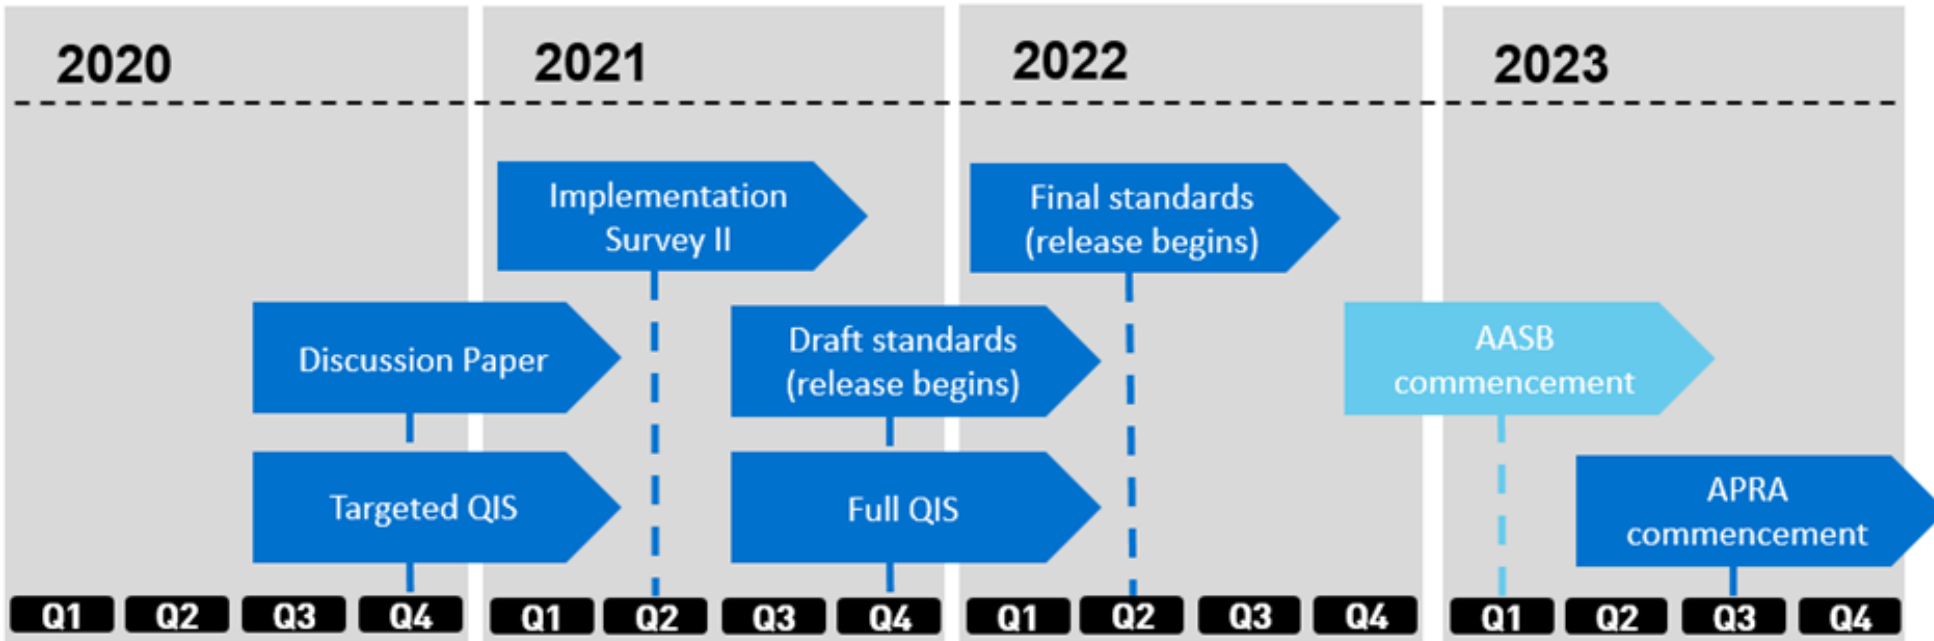 2020
2021
2022
2023
Implementation
Survey II
Final standards
(release begins)
Discussion Paper
Draft standards
(release begins)
AASB
commencement
Targeted QIS
Full QIS
APRA
commencement
Q1 Q2 Q3 Q4 Q1 Q2 Q3 Q4 Q1 Q2 Q3 Q4 Q1 Q2 Q3 Q4